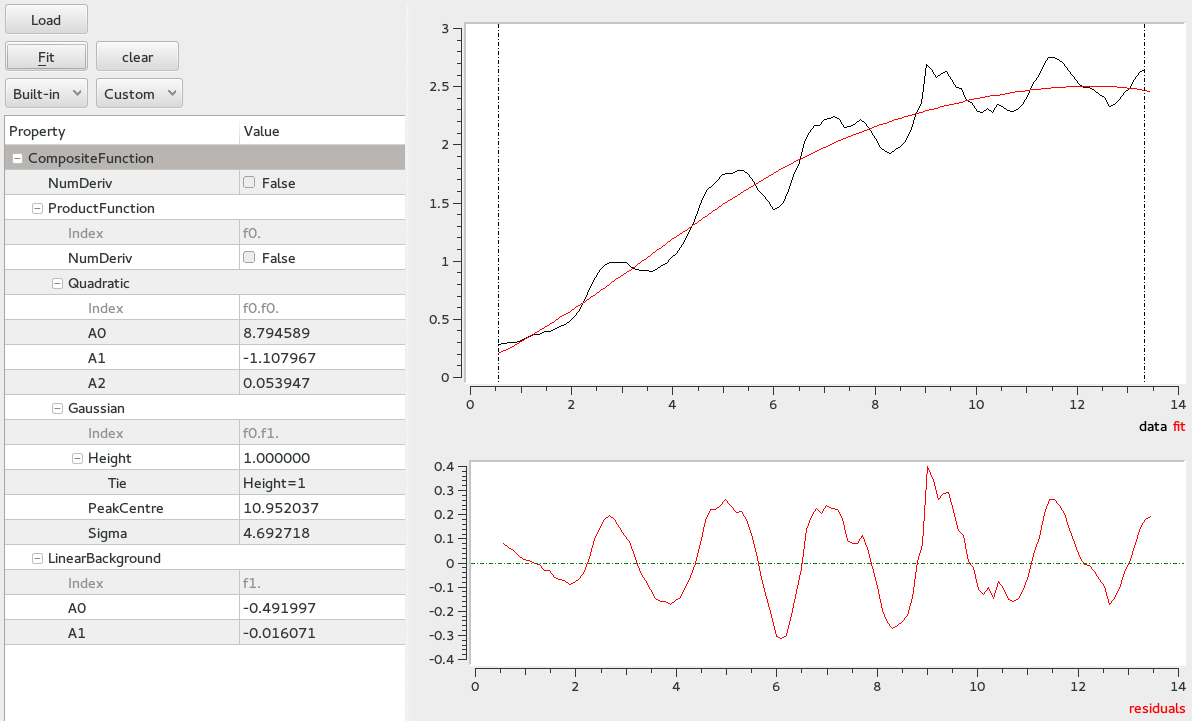 Load
Fit
clear
Built-in
Custom
Property Value
CompositeFunction
NumDeriv False
ProductFunction
Index f0.
NumDeriv False
Quadratic
Index f0.f0.
A0 8.794589
A1 -1.107967
A2 0.053947
Gaussian
Index f0.f1.
Height 1.000000
Tie Height=1
PeakCentre 10.952037
Sigma 4.692718
LinearBackground
Index f1.
A0 -0.491997
A1 -0.016071
3
2.5
2
1.5
1
0.5
0
0 2 4 6 8 10 12 14
data fit
0.4
0.3
0.2
0.1
0
-0.1
-0.2
-0.3
-0.4
0 2 4 6 8 10 12 14
residuals